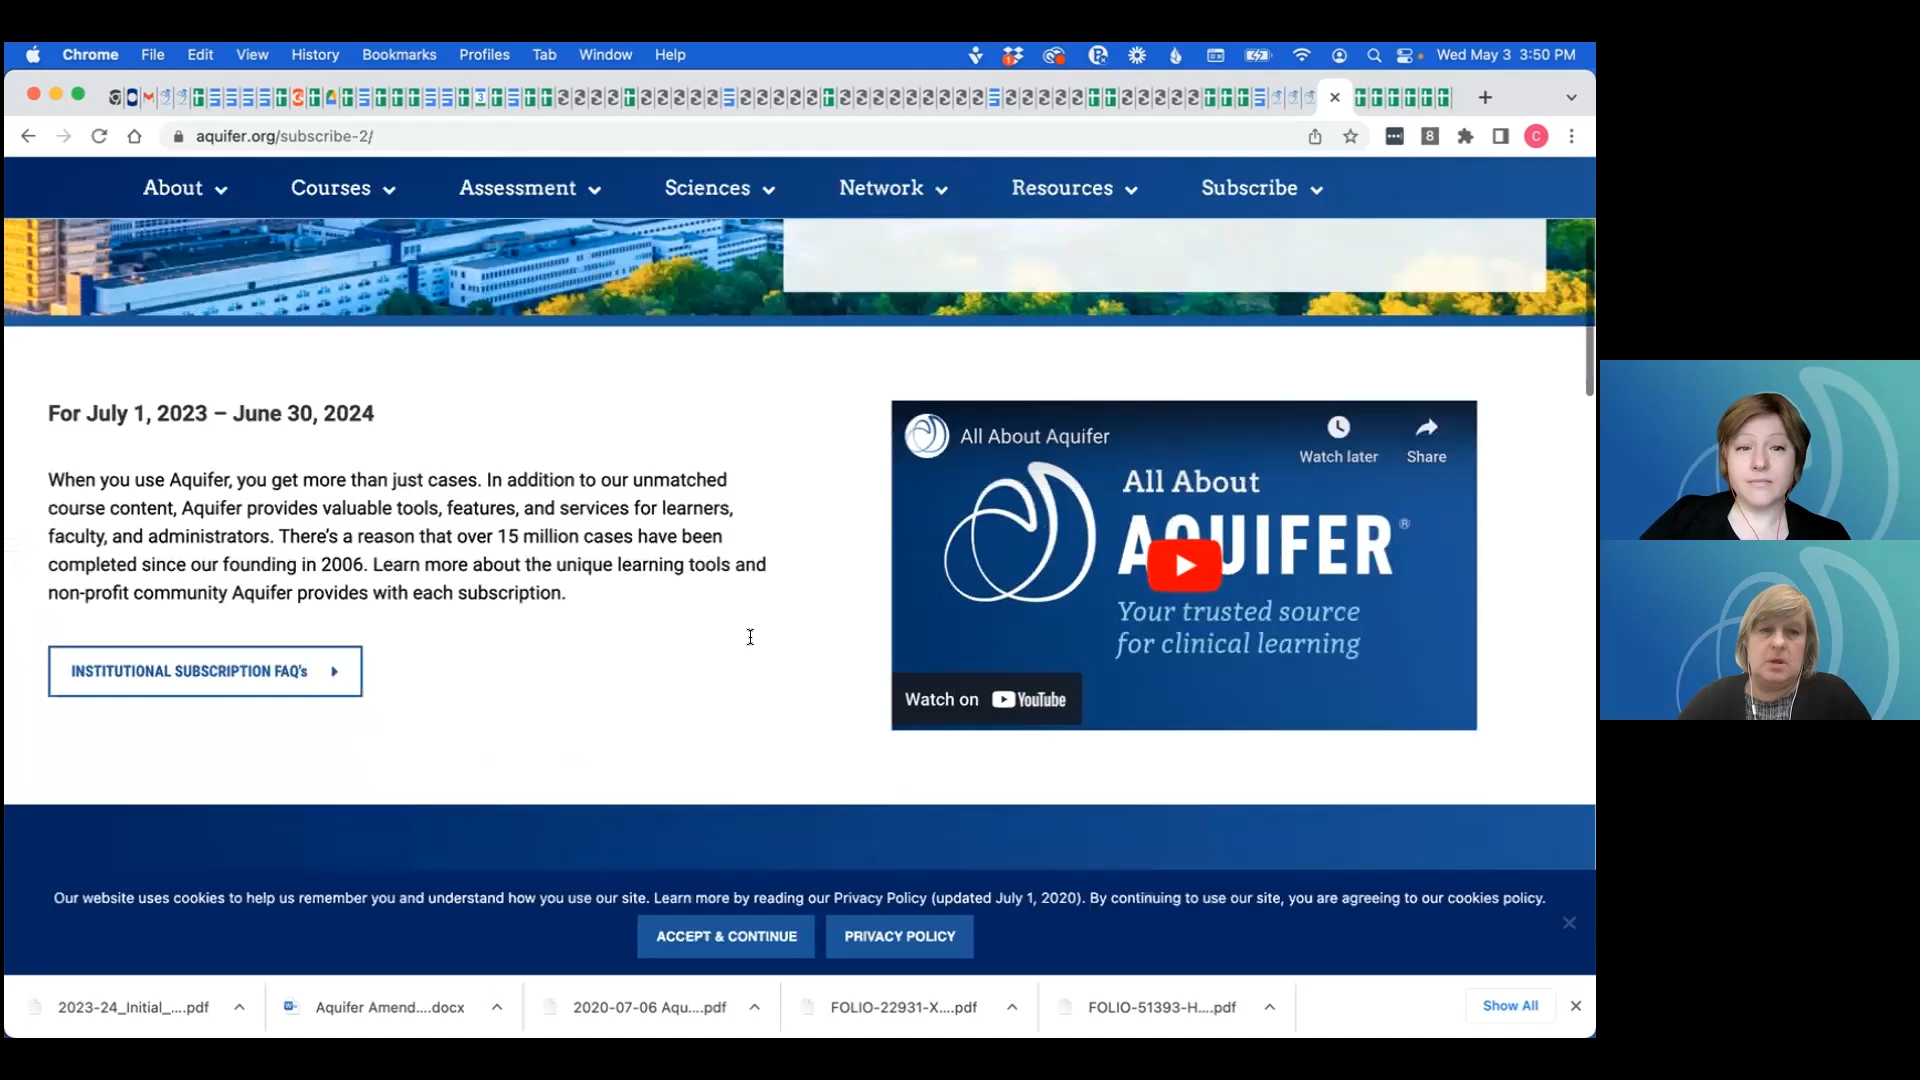 Chrome File Edit View History Bookmarks Profiles Tab Window Help Wed May 3 3:50 PM
aquifer.org/subscribe-2/
C
About Courses Assessment Sciences Network Resources Subscribe
For July 1, 2023 – June 30, 2024
When you use Aquifer, you get more than just cases. In addition to our unmatched
course content, Aquifer provides valuable tools, features, and services for learners,
faculty, and administrators. There's a reason that over 15 million cases have been
completed since our founding in 2006. Learn more about the unique learning tools and
non-profit community Aquifer provides with each subscription.
INSTITUTIONAL SUBSCRIPTION FAQ's
All About Aquifer
Watch later
Share
All About
AQUIFER®
Your trusted source
for clinical learning
Watch on YouTube
Our website uses cookies to help us remember you and understand how you use our site. Learn more by reading our Privacy Policy (updated July 1, 2020). By continuing to use our site, you are agreeing to our cookies policy.
ACCEPT & CONTINUE PRIVACY POLICY
2023-24_Initial_....pdf Aquifer Amend....docx 2020-07-06 Aqu....pdf FOLIO-22931-X....pdf FOLIO-51393-H....pdf Show All